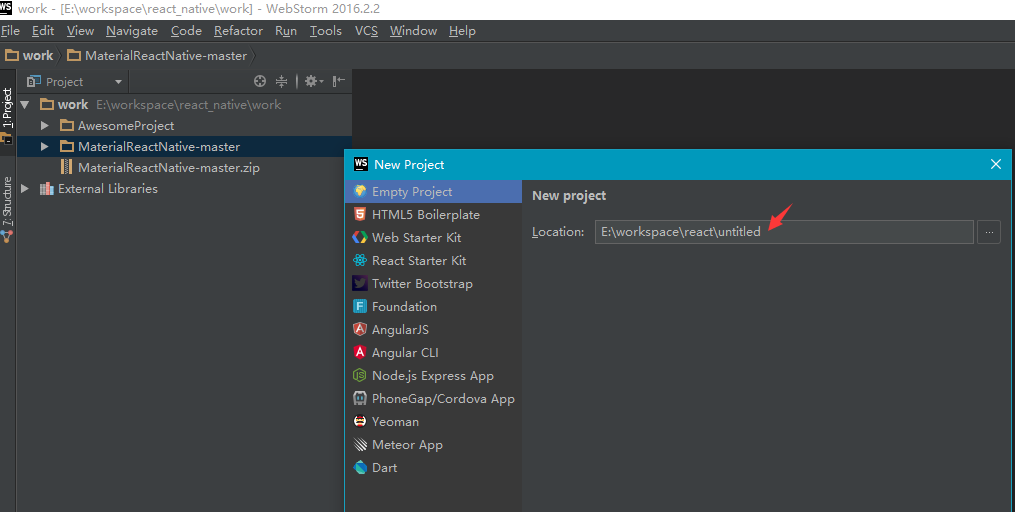 WS work - [E:\workspace\react_native\work] - WebStorm 2016.2.2
File Edit View Navigate Code Refactor Run Tools VCS Window Help
work MaterialReactNative-master
1: Project
7: Structure
Project
work E:\workspace\react_native\work
AwesomeProject
MaterialReactNative-master
MaterialReactNative-master.zip
External Libraries
WS New Project
Empty Project
HTML5 Boilerplate
Web Starter Kit
React Starter Kit
Twitter Bootstrap
Foundation
AngularJS
Angular CLI
Node.js Express App
PhoneGap/Cordova App
Yeoman
Meteor App
Dart
New project
Location: E:\workspace\react\untitled ...